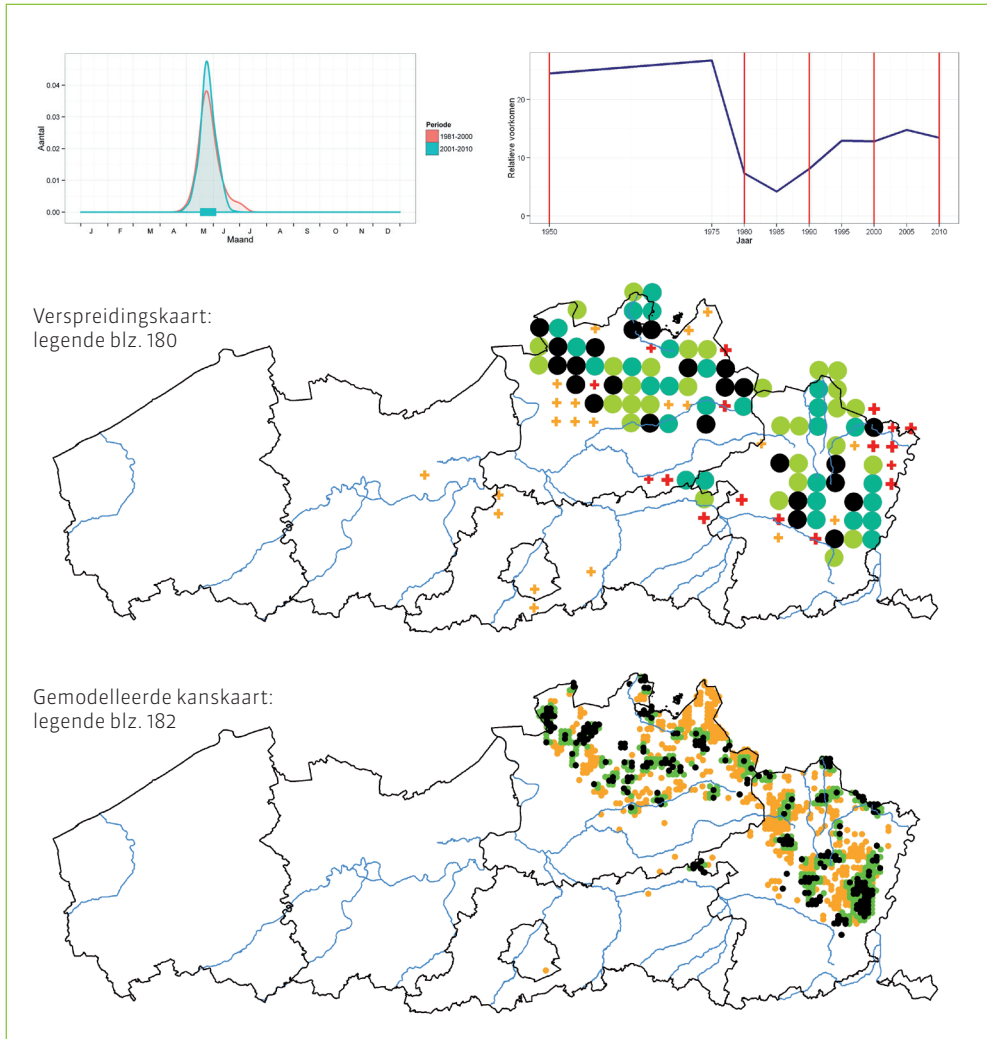 Aantal
0.04
0.03
0.02
0.01
0.00
J F M A M J J A S O N D
Maand
Periode
1981-2000
2001-2010
Relatieve voorkomen
20
10
0
1950 1975 1980 1985 1990 1995 2000 2005 2010
Jaar
Verspreidingskaart:
legende blz. 180
Gemodelleerde kanskaart:
legende blz. 182